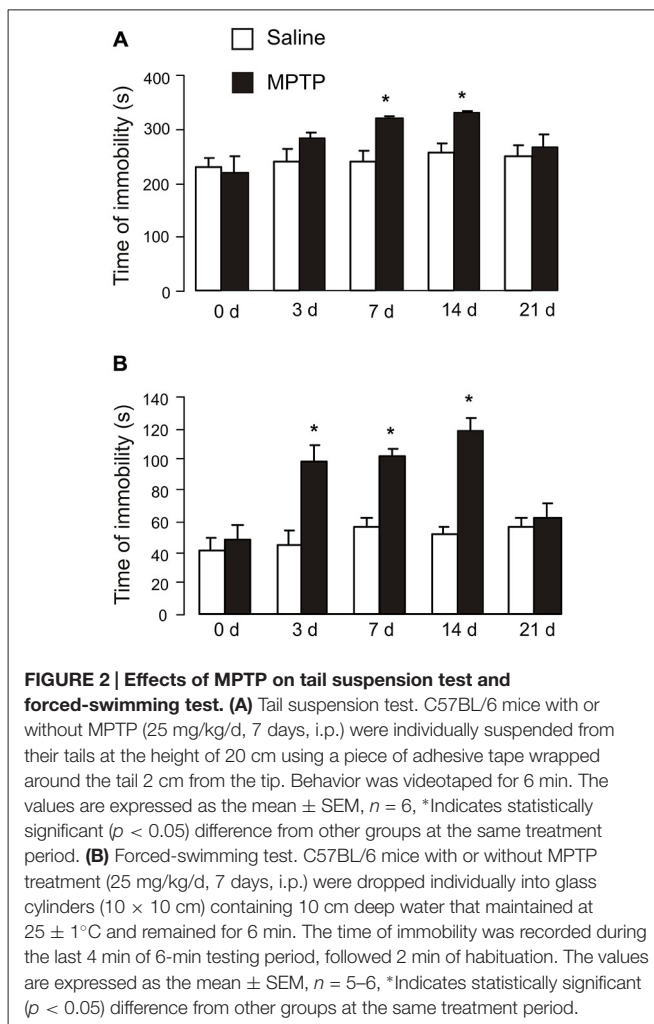 A
Saline
MPTP
Time of immobility (s)
400
300
200
100
0
* *
0 d 3 d 7 d 14 d 21 d
B
Time of immobility (s)
140
120
100
80
60
40
20
0
* * *
0 d 3 d 7 d 14 d 21 d
FIGURE 2 | Effects of MPTP on tail suspension test and
forced-swimming test. (A) Tail suspension test. C57BL/6 mice with or
without MPTP (25 mg/kg/d, 7 days, i.p.) were individually suspended from
their tails at the height of 20 cm using a piece of adhesive tape wrapped
around the tail 2 cm from the tip. Behavior was videotaped for 6 min. The
values are expressed as the mean ± SEM, n = 6, *Indicates statistically
significant (p < 0.05) difference from other groups at the same treatment
period. (B) Forced-swimming test. C57BL/6 mice with or without MPTP
treatment (25 mg/kg/d, 7 days, i.p.) were dropped individually into glass
cylinders (10 × 10 cm) containing 10 cm deep water that maintained at
25 ± 1°C and remained for 6 min. The time of immobility was recorded during
the last 4 min of 6-min testing period, followed 2 min of habituation. The values
are expressed as the mean ± SEM, n = 5–6, *Indicates statistically significant
(p < 0.05) difference from other groups at the same treatment period.